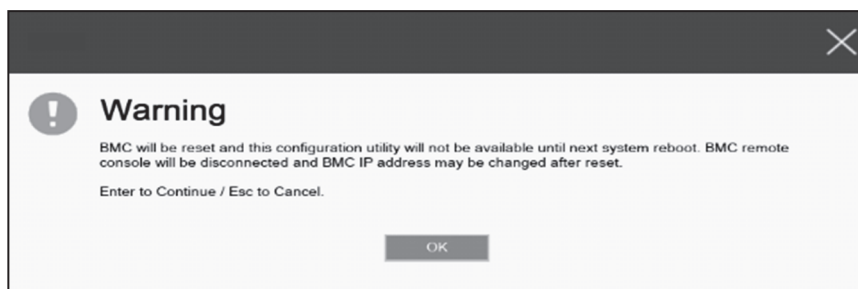 Warning
BMC will be reset and this configuration utility will not be available until next system reboot. BMC remote
console will be disconnected and BMC IP address may be changed after reset.
Enter to Continue / Esc to Cancel.
OK